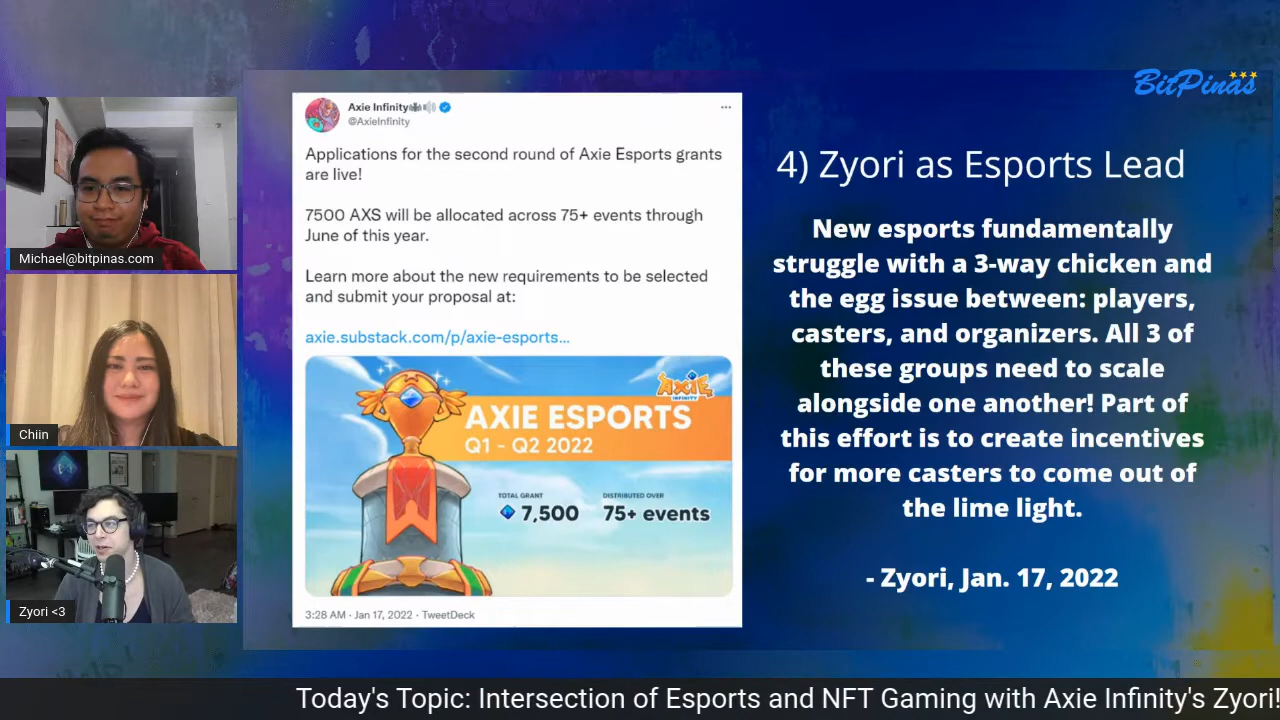 BitPinas
Michael@bitpinas.com
Chiin
Zyori <3
Axie Infinity
@AxieInfinity
Applications for the second round of Axie Esports grants
are live!
7500 AXS will be allocated across 75+ events through
June of this year.
Learn more about the new requirements to be selected
and submit your proposal at:
axie.substack.com/p/axie-esports...
AXIE
INFINITY
AXIE ESPORTS
Q1 - Q2 2022
TOTAL GRANT
7,500
DISTRIBUTED OVER
75+ events
3:28 AM · Jan 17, 2022 · TweetDeck
4) Zyori as Esports Lead
New esports fundamentally
struggle with a 3-way chicken and
the egg issue between: players,
casters, and organizers. All 3 of
these groups need to scale
alongside one another! Part of
this effort is to create incentives
for more casters to come out of
the lime light.
- Zyori, Jan. 17, 2022
Today's Topic: Intersection of Esports and NFT Gaming with Axie Infinity's Zyori!